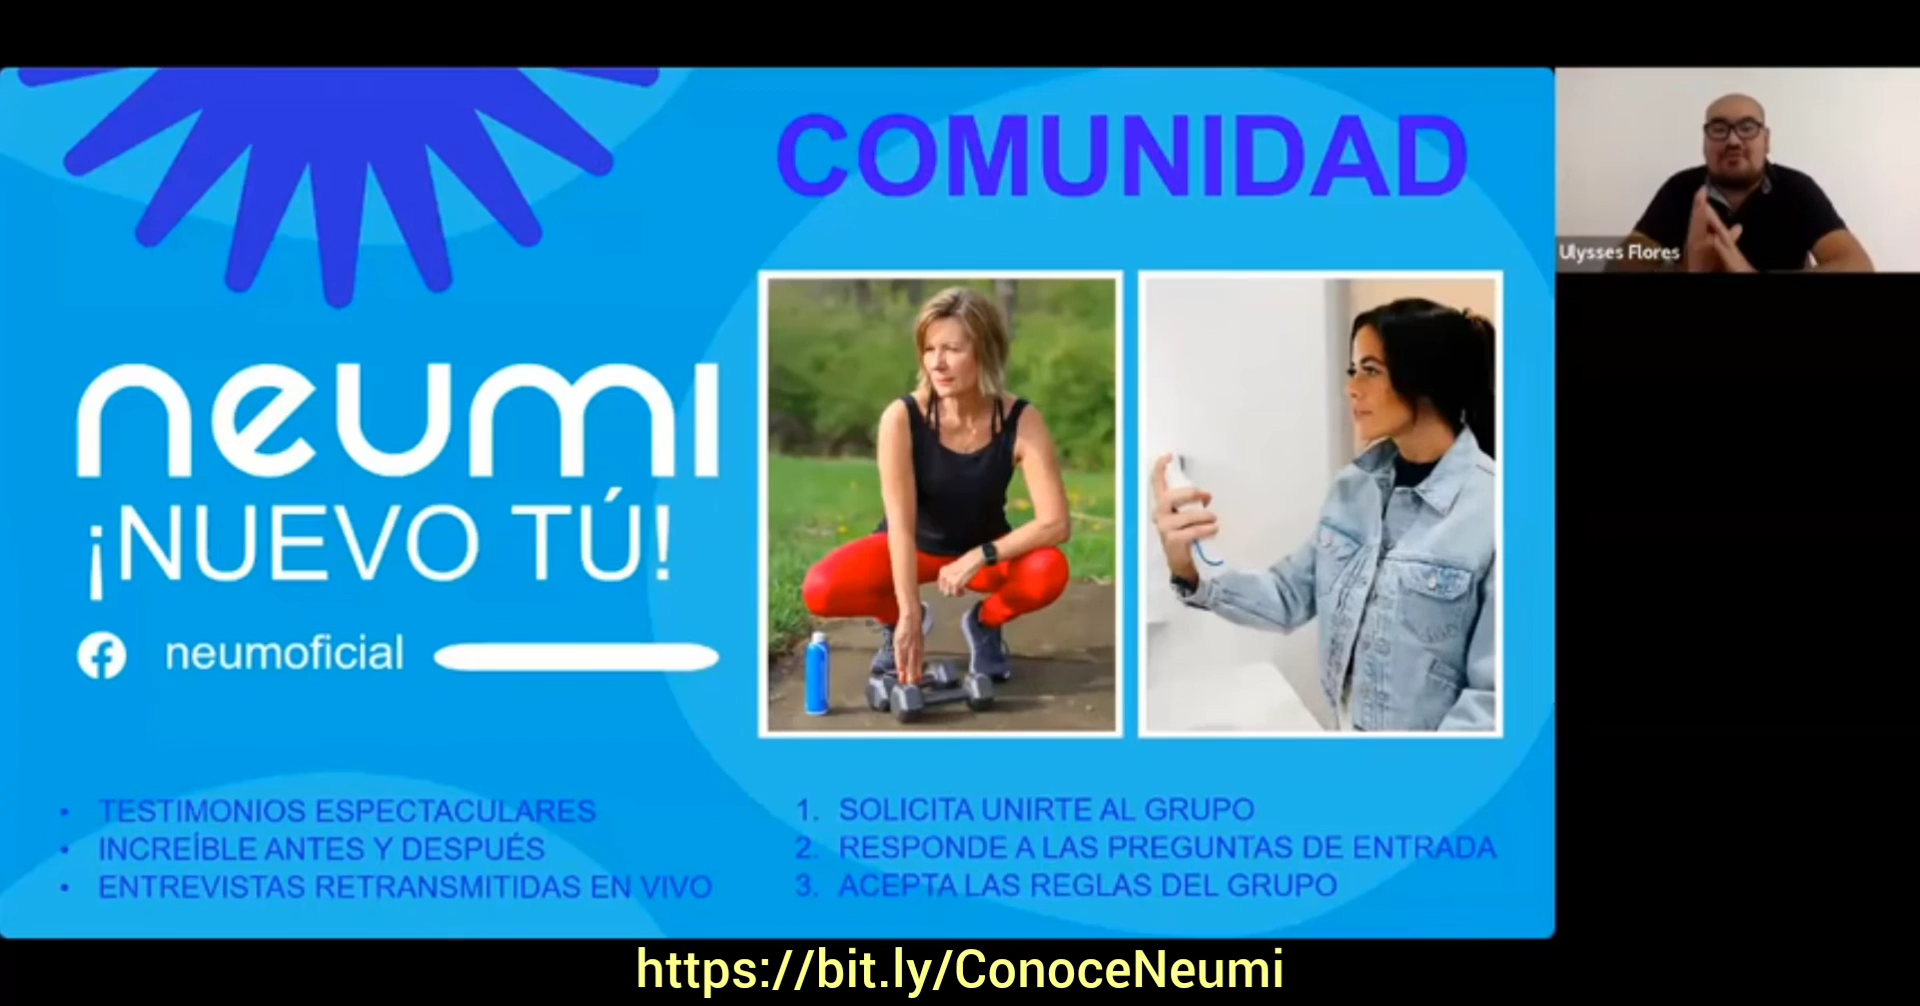 COMUNIDAD
neumi
¡NUEVO TÚ!
neumoficial
• TESTIMONIOS ESPECTACULARES
• INCREÍBLE ANTES Y DESPUÉS
• ENTREVISTAS RETRANSMITIDAS EN VIVO
1. SOLICITA UNIRTE AL GRUPO
2. RESPONDE A LAS PREGUNTAS DE ENTRADA
3. ACEPTA LAS REGLAS DEL GRUPO
Ulysses Flores
https://bit.ly/ConoceNeumi